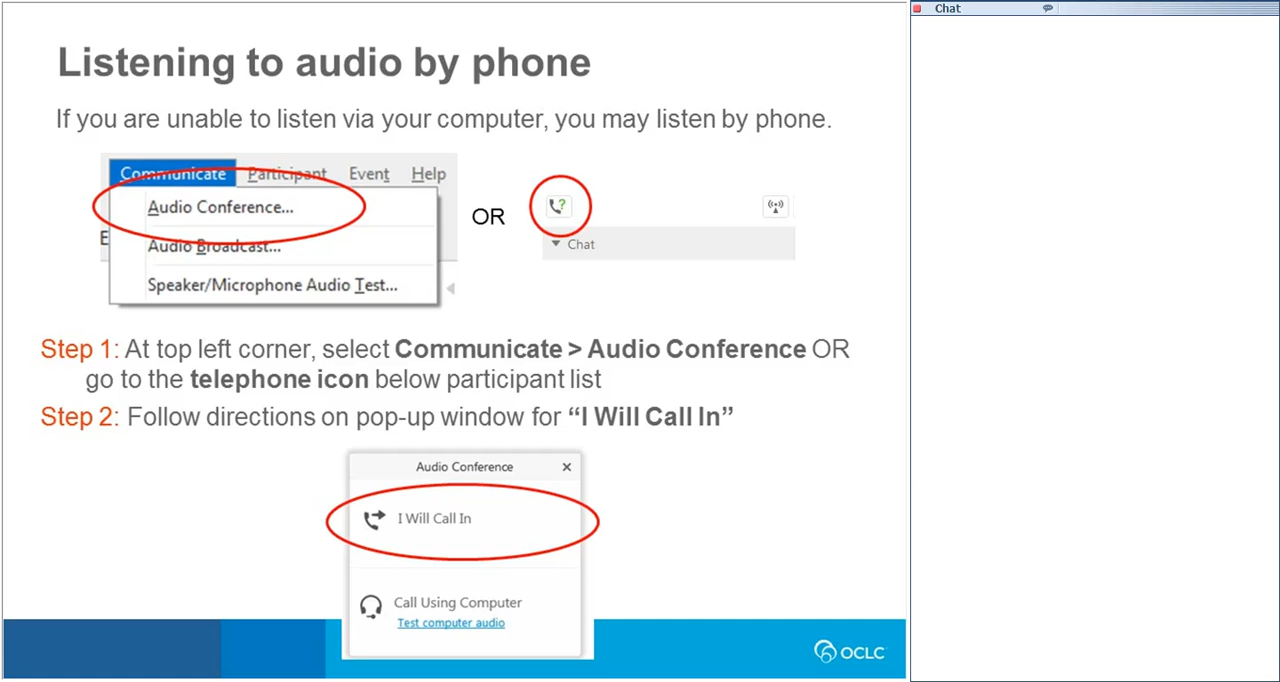 Chat
Listening to audio by phone
If you are unable to listen via your computer, you may listen by phone.
Communicate Participant Event Help
Audio Conference...
Audio Broadcast...
Speaker/Microphone Audio Test...
E
OR
Chat
Step 1: At top left corner, select Communicate > Audio Conference OR
go to the telephone icon below participant list
Step 2: Follow directions on pop-up window for “I Will Call In”
Audio Conference
I Will Call In
Call Using Computer
Test computer audio
OCLC